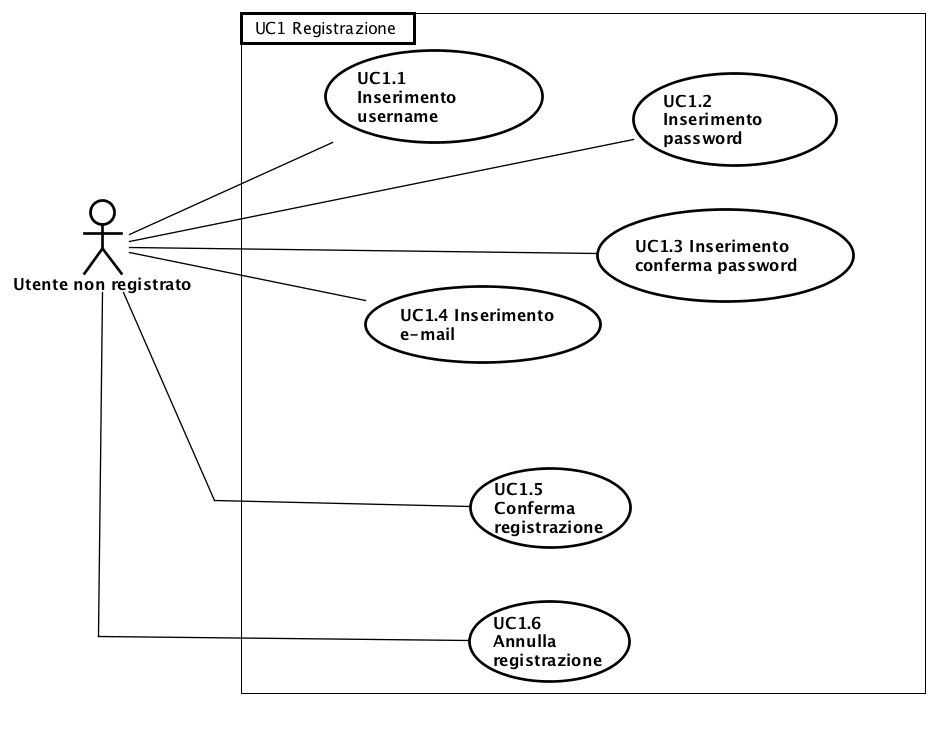 UC1 Registrazione
UC1.1
Inserimento
username
UC1.2
Inserimento
password
UC1.3 Inserimento
conferma password
Utente non registrato
UC1.4 Inserimento
e-mail
UC1.5
Conferma
registrazione
UC1.6
Annulla
registrazione